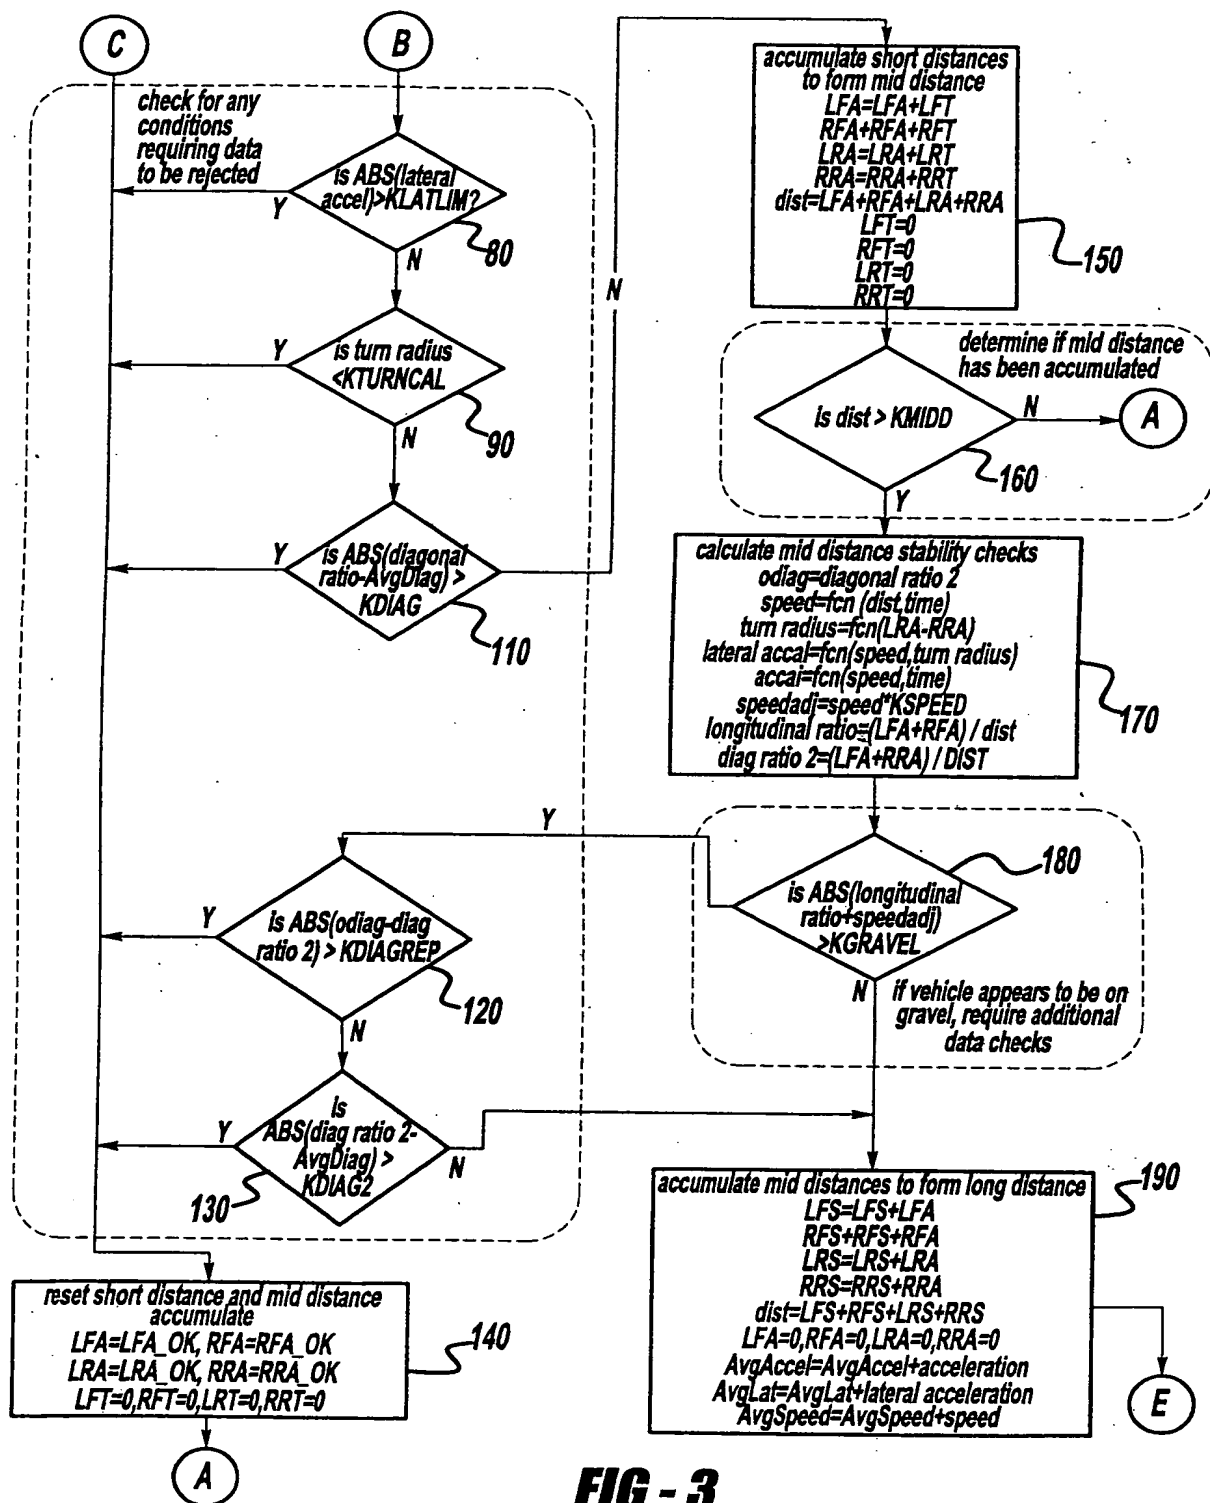 C
B
check for any
conditions
requiring data
to be rejected
is ABS(lateral
accel)>KLATLIM?
Y
80
N
is turn radius
<KTURNCAL
Y
90
N
is ABS(diagonal
ratio-AvgDiag) >
KDIAG
Y
110
N
accumulate short distances
to form mid distance
LFA=LFA+LFT
RFA+RFA+RFT
LRA=LRA+LRT
RRA=RRA+RRT
dist=LFA+RFA+LRA+RRA
LFT=0
RFT=0
LRT=0
RRT=0
150
determine if mid distance
has been accumulated
is dist > KMIDD
N
A
160
Y
calculate mid distance stability checks
odiag=diagonal ratio 2
speed=fcn (dist,time)
turn radius=fcn(LRA-RRA)
lateral accal=fcn(speed,turn radius)
accal=fcn(speed,time)
speedadj=speed*KSPEED
longitudinal ratio=(LFA+RFA) / dist
diag ratio 2=(LFA+RRA) / DIST
170
Y
180
is ABS(longitudinal
ratio+speedadj)
>KGRAVEL
N
if vehicle appears to be on
gravel, require additional
data checks
is ABS(odiag-diag
ratio 2) > KDIAGREP
Y
120
N
is
ABS(diag ratio 2-
AvgDiag) >
KDIAG2
Y
N
130
reset short distance and mid distance
accumulate
LFA=LFA_OK, RFA=RFA_OK
LRA=LRA_OK, RRA=RRA_OK
LFT=0,RFT=0,LRT=0,RRT=0
140
A
accumulate mid distances to form long distance
LFS=LFS+LFA
RFS+RFS+RFA
LRS=LRS+LRA
RRS=RRS+RRA
dist=LFS+RFS+LRS+RRS
LFA=0,RFA=0,LRA=0,RRA=0
AvgAccel=AvgAccel+acceleration
AvgLat=AvgLat+lateral acceleration
AvgSpeed=AvgSpeed+speed
190
E
FIG - 3